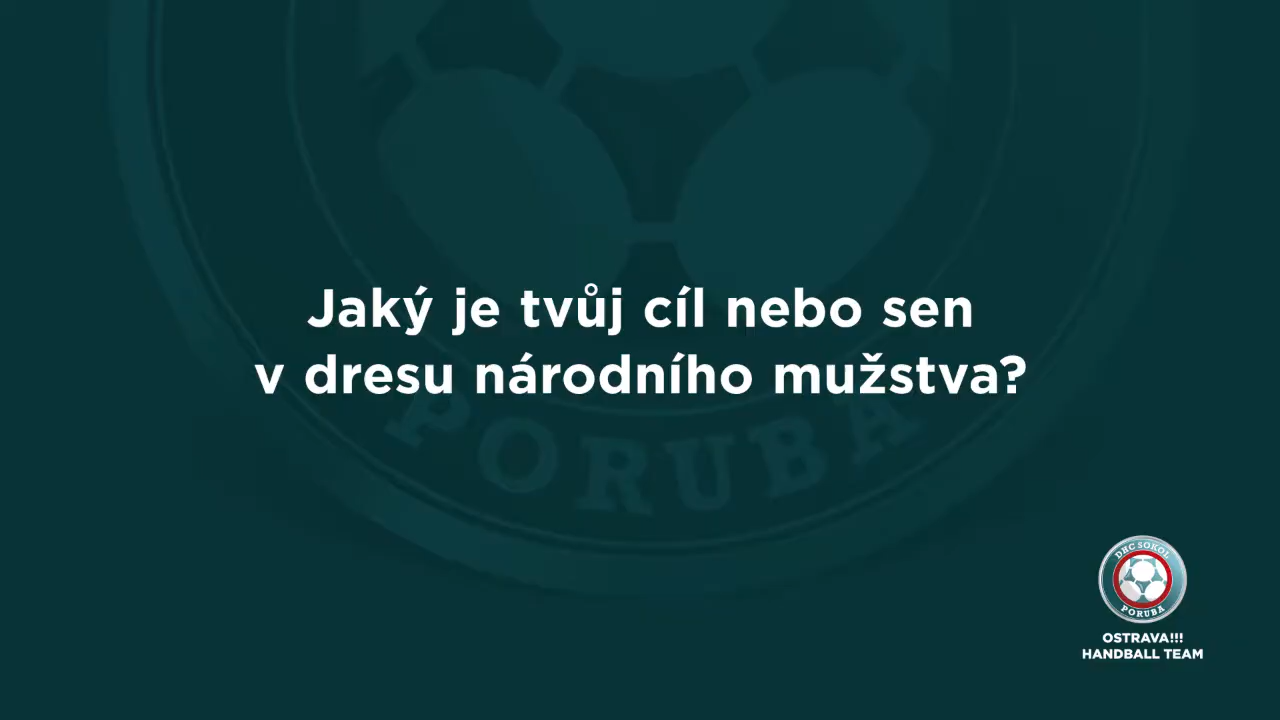 Jaký je tvůj cíl nebo sen
v dresu národního mužstva?
PORUBA
DHC SOKOL
PORUBA
OSTRAVA!!!
HANDBALL TEAM